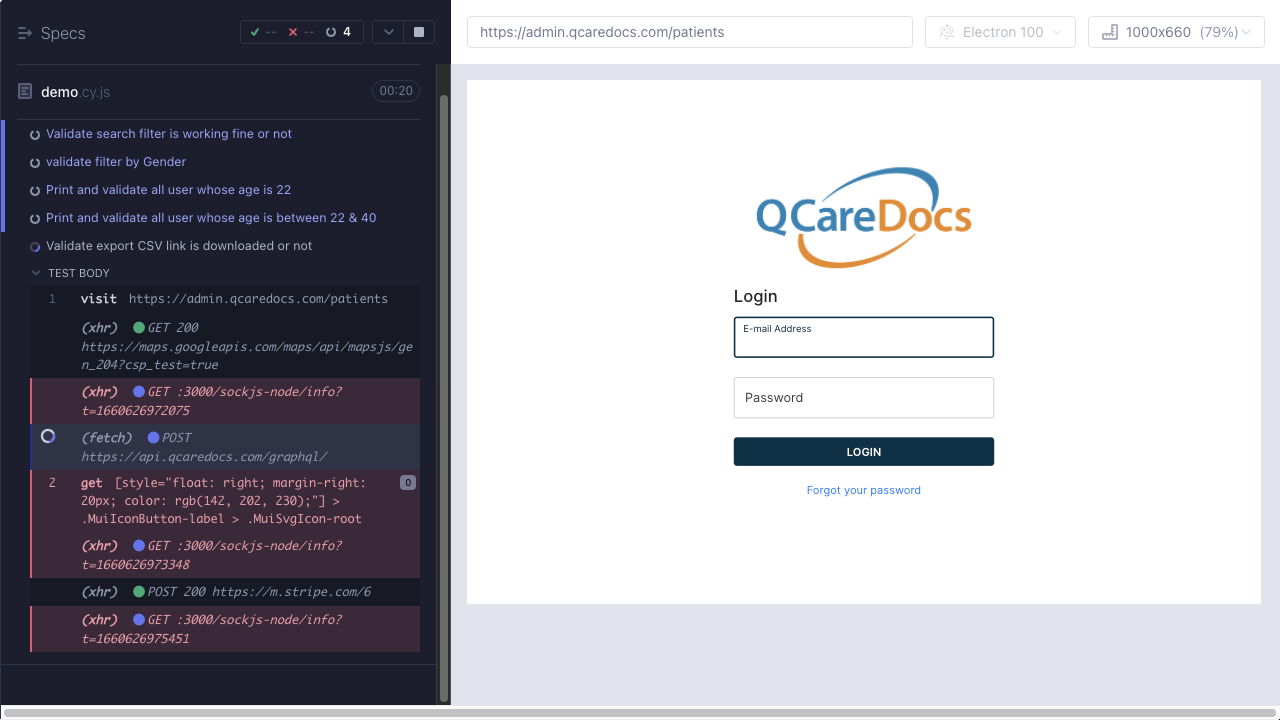 Specs
-- -- 4
demo.cy.js
00:20
Validate search filter is working fine or not
validate filter by Gender
Print and validate all user whose age is 22
Print and validate all user whose age is between 22 & 40
Validate export CSV link is downloaded or not
TEST BODY
1 visit https://admin.qcaredocs.com/patients
(xhr) GET 200
https://maps.googleapis.com/maps/api/mapsjs/ge
n_204?csp_test=true
(xhr) GET :3000/sockjs-node/info?
t=1660626972075
(fetch) POST
https://api.qcaredocs.com/graphql/
2 get [style="float: right; margin-right: 0
20px; color: rgb(142, 202, 230);"] >
.MuiIconButton-label > .MuiSvgIcon-root
(xhr) GET :3000/sockjs-node/info?
t=1660626973348
(xhr) POST 200 https://m.stripe.com/6
(xhr) GET :3000/sockjs-node/info?
t=1660626975451
https://admin.qcaredocs.com/patients
Electron 100
1000x660 (79%)
QCareDocs
Login
E-mail Address
Password
LOGIN
Forgot your password